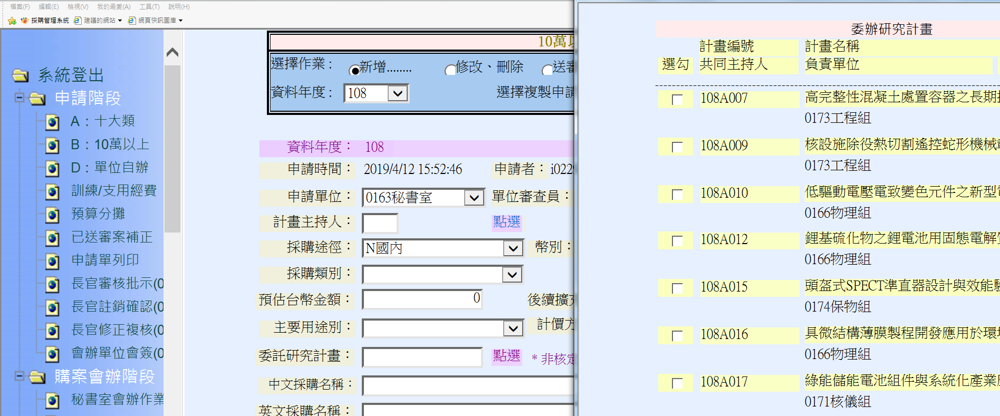 檔案(F) 編輯(E) 檢視(V) 我的最愛(A) 工具(T) 說明(H)
採購管理系統 建議的網站 網頁快訊圖庫
系統登出
申請階段
A：十大類
B：10萬以上
D：單位自辦
訓練/支用經費
預算分攤
已送審案補正
申請單列印
長官審核批示(0
長官註銷確認(0
長官修正複核(0
會辦單位會簽(0
購案會辦階段
秘書室會辦作業
10萬以
選擇作業： 新增........ 修改、刪除 送審
資料年度： 108 選擇複製申請
資料年度： 108
申請時間： 2019/4/12 15:52:46 申請者： i0229
申請單位： 0163秘書室 單位審查員：
計畫主持人： 點選
採購途徑： N國內 幣別：
採購類別：
預估台幣金額： 0 後續擴充
主要用途別： 計價方
委託研究計畫： 點選 * 非核定
中文採購名稱：
英文採購名稱：
委辦研究計畫
計畫編號 計畫名稱
選勾 共同主持人 負責單位
108A007 高完整性混凝土處置容器之長期
0173工程組
108A009 核設施除役熱切割遙控蛇形機械
0173工程組
108A010 低驅動電壓電致變色元件之新型
0166物理組
108A012 鋰基硫化物之鋰電池用固態電解
0166物理組
108A015 頭盔式SPECT準直器設計與效能
0174保物組
108A016 具微結構薄膜製程開發應用於環
0166物理組
108A017 綠能儲能電池組件與系統化產業
0171核儀組